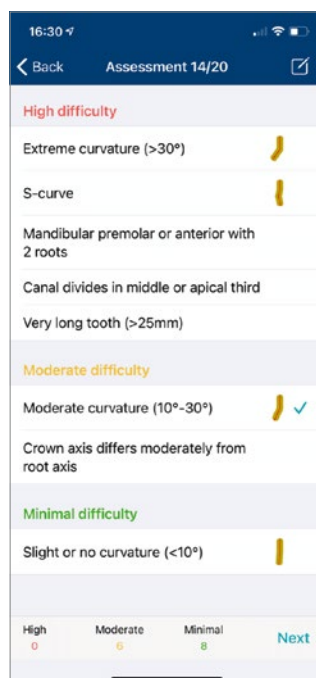 16:30
Back Assessment 14/20
High difficulty
Extreme curvature (>30°)
S-curve
Mandibular premolar or anterior with
2 roots
Canal divides in middle or apical third
Very long tooth (>25mm)
Moderate difficulty
Moderate curvature (10°-30°)
Crown axis differs moderately from
root axis
Minimal difficulty
Slight or no curvature (<10°)
High Moderate Minimal
0 6 8
Next